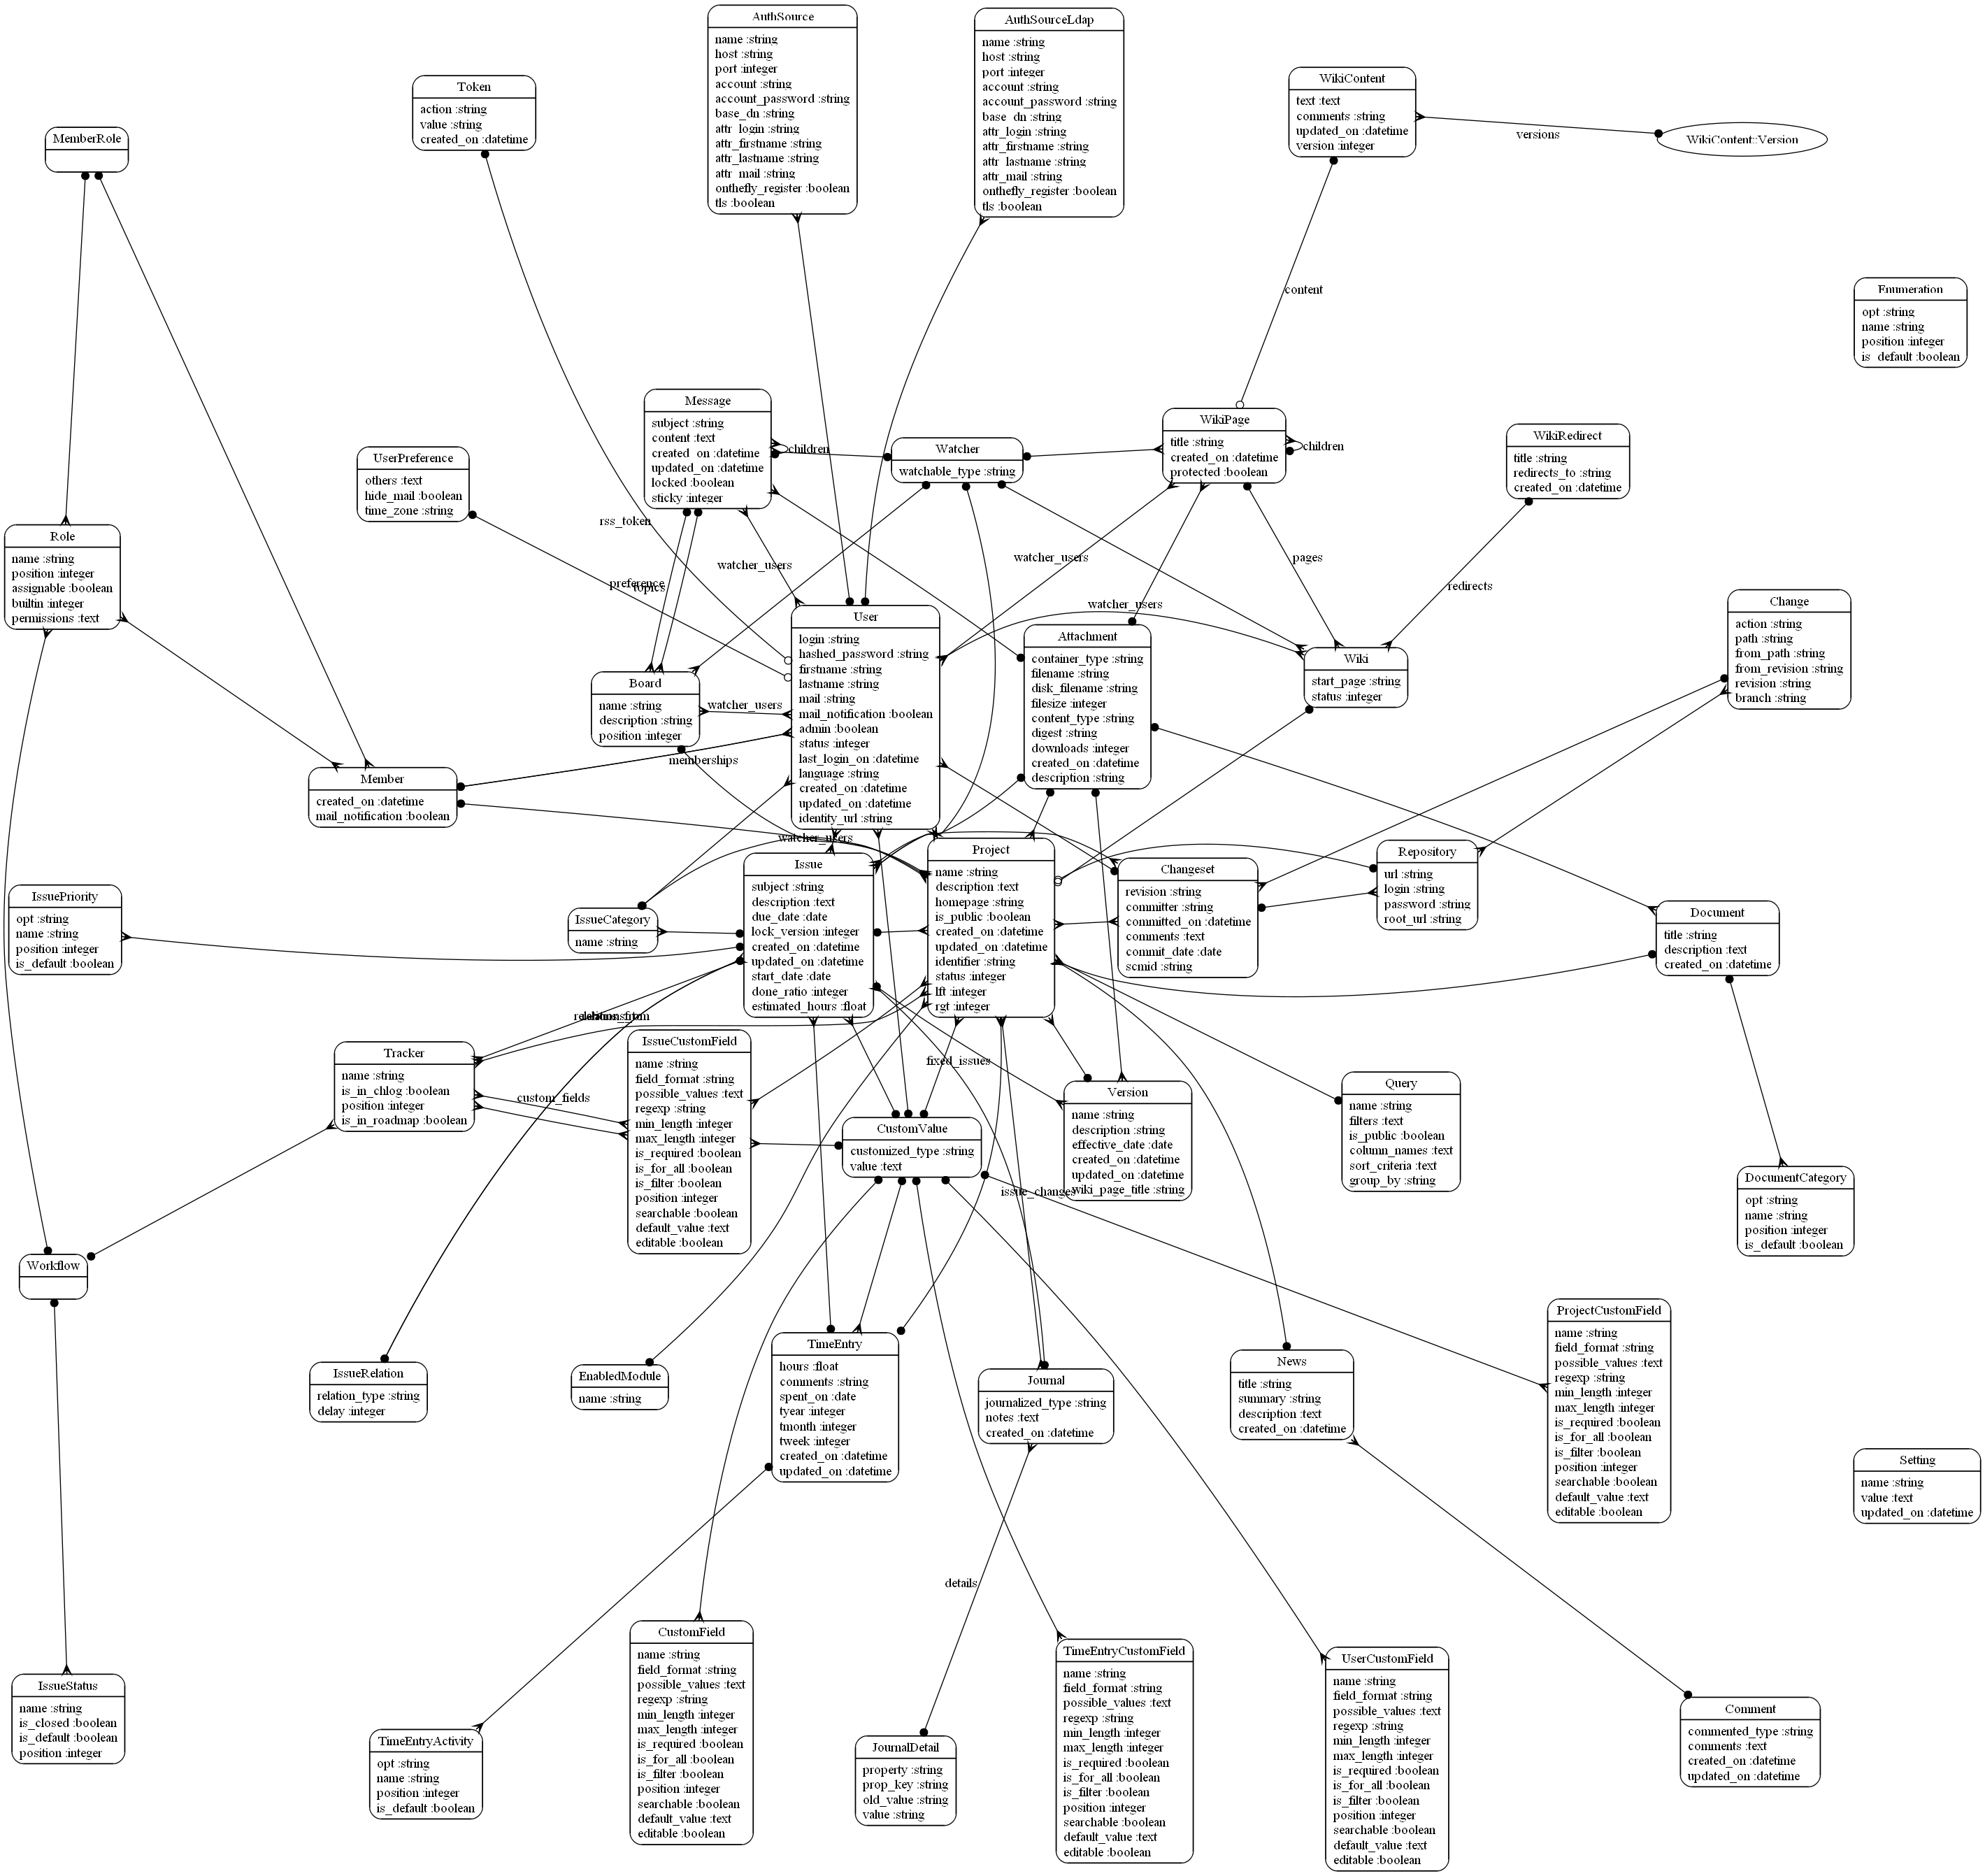 AuthSource
name :string
host :string
port :integer
account :string
account_password :string
base_dn :string
attr_login :string
attr_firstname :string
attr_lastname :string
attr_mail :string
onthefly_register :boolean
tls :boolean
AuthSourceLdap
name :string
host :string
port :integer
account :string
account_password :string
base_dn :string
attr_login :string
attr_firstname :string
attr_lastname :string
attr_mail :string
onthefly_register :boolean
tls :boolean
Token
action :string
value :string
created_on :datetime
WikiContent
text :text
comments :string
updated_on :datetime
version :integer
versions
WikiContent::Version
MemberRole
content
Enumeration
opt :string
name :string
position :integer
is_default :boolean
Message
subject :string
content :text
created_on :datetime
updated_on :datetime
locked :boolean
sticky :integer
children
Watcher
watchable_type :string
WikiPage
title :string
created_on :datetime
protected :boolean
children
WikiRedirect
title :string
redirects_to :string
created_on :datetime
UserPreference
others :text
hide_mail :boolean
time_zone :string
rss_token
Role
name :string
position :integer
assignable :boolean
builtin :integer
permissions :text
watcher_users
watcher_users
pages
redirects
preference
topics
watcher_users
User
login :string
hashed_password :string
firstname :string
lastname :string
mail :string
mail_notification :boolean
admin :boolean
status :integer
last_login_on :datetime
language :string
created_on :datetime
updated_on :datetime
identity_url :string
Attachment
container_type :string
filename :string
disk_filename :string
filesize :integer
content_type :string
digest :string
downloads :integer
created_on :datetime
description :string
Wiki
start_page :string
status :integer
Change
action :string
path :string
from_path :string
from_revision :string
revision :string
branch :string
Board
name :string
description :string
position :integer
watcher_users
memberships
Member
created_on :datetime
mail_notification :boolean
watcher_users
Issue
subject :string
description :text
due_date :date
lock_version :integer
created_on :datetime
updated_on :datetime
start_date :date
done_ratio :integer
estimated_hours :float
Project
name :string
description :text
homepage :string
is_public :boolean
created_on :datetime
updated_on :datetime
identifier :string
status :integer
lft :integer
rgt :integer
Changeset
revision :string
committer :string
committed_on :datetime
comments :text
commit_date :date
scmid :string
Repository
url :string
login :string
password :string
root_url :string
Document
title :string
description :text
created_on :datetime
IssuePriority
opt :string
name :string
position :integer
is_default :boolean
IssueCategory
name :string
Tracker
name :string
is_in_chlog :boolean
position :integer
is_in_roadmap :boolean
custom_fields
IssueCustomField
name :string
field_format :string
possible_values :text
regexp :string
min_length :integer
max_length :integer
is_required :boolean
is_for_all :boolean
is_filter :boolean
position :integer
searchable :boolean
default_value :text
editable :boolean
fixed_issues
CustomValue
customized_type :string
value :text
Version
name :string
description :string
effective_date :date
created_on :datetime
updated_on :datetime
wiki_page_title :string
issue_changes
Query
name :string
filters :text
is_public :boolean
column_names :text
sort_criteria :text
group_by :string
DocumentCategory
opt :string
name :string
position :integer
is_default :boolean
Workflow
IssueRelation
relation_type :string
delay :integer
EnabledModule
name :string
TimeEntry
hours :float
comments :string
spent_on :date
tyear :integer
tmonth :integer
tweek :integer
created_on :datetime
updated_on :datetime
Journal
journalized_type :string
notes :text
created_on :datetime
News
title :string
summary :string
description :text
created_on :datetime
ProjectCustomField
name :string
field_format :string
possible_values :text
regexp :string
min_length :integer
max_length :integer
is_required :boolean
is_for_all :boolean
is_filter :boolean
position :integer
searchable :boolean
default_value :text
editable :boolean
Setting
name :string
value :text
updated_on :datetime
details
IssueStatus
name :string
is_closed :boolean
is_default :boolean
position :integer
TimeEntryActivity
opt :string
name :string
position :integer
is_default :boolean
CustomField
name :string
field_format :string
possible_values :text
regexp :string
min_length :integer
max_length :integer
is_required :boolean
is_for_all :boolean
is_filter :boolean
position :integer
searchable :boolean
default_value :text
editable :boolean
JournalDetail
property :string
prop_key :string
old_value :string
value :string
TimeEntryCustomField
name :string
field_format :string
possible_values :text
regexp :string
min_length :integer
max_length :integer
is_required :boolean
is_for_all :boolean
is_filter :boolean
position :integer
searchable :boolean
default_value :text
editable :boolean
UserCustomField
name :string
field_format :string
possible_values :text
regexp :string
min_length :integer
max_length :integer
is_required :boolean
is_for_all :boolean
is_filter :boolean
position :integer
searchable :boolean
default_value :text
editable :boolean
Comment
commented_type :string
comments :text
created_on :datetime
updated_on :datetime